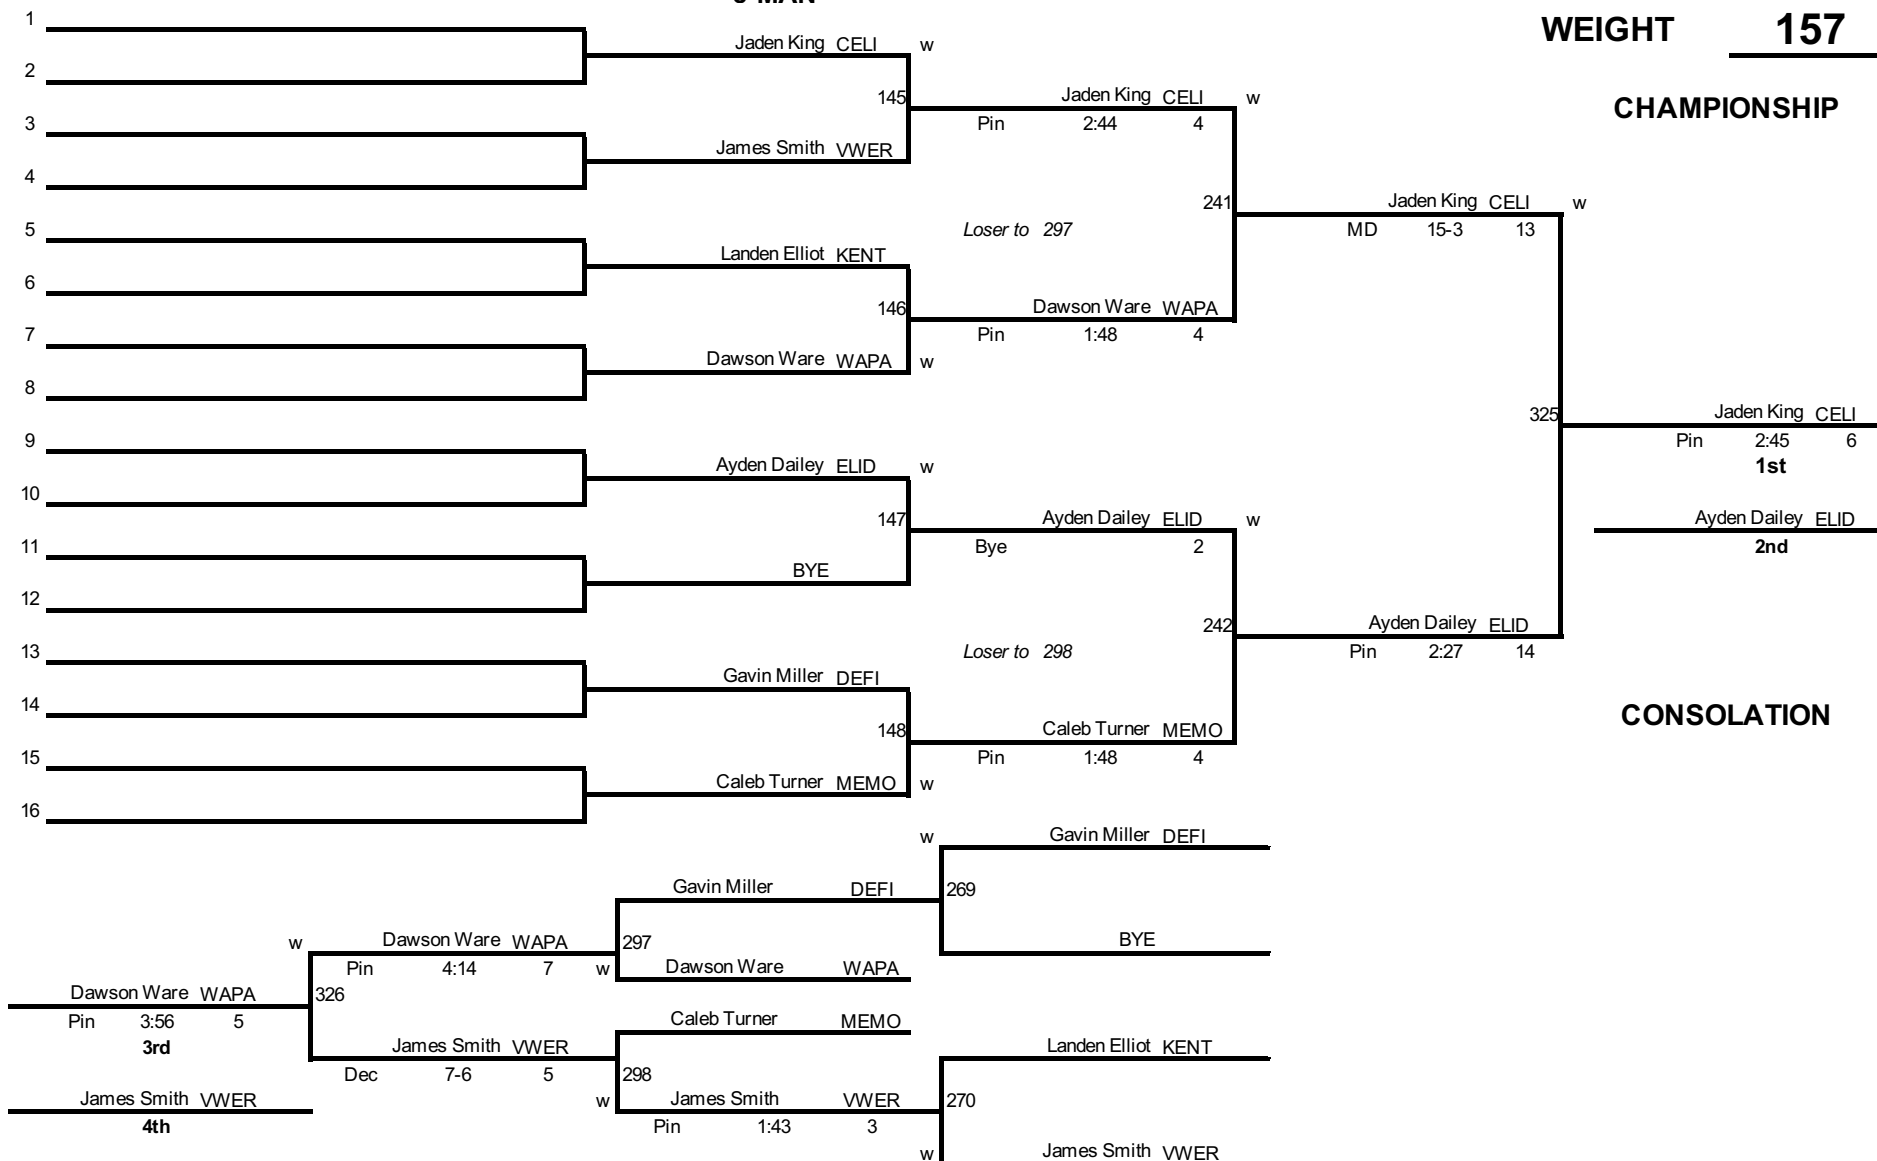 WEIGHT 157
1
Jaden King CELI w
2
145 Jaden King CELI w
CHAMPIONSHIP
3
Pin 2:44 4
James Smith VWER
4
241 Jaden King CELI w
5
Loser to 297
MD 15-3 13
Landen Elliot KENT
6
146 Dawson Ware WAPA
7
Pin 1:48 4
Dawson Ware WAPA w
8
325 Jaden King CELI
9
Pin 2:45 6
Ayden Dailey ELID w
1st
10
147 Ayden Dailey ELID w
Ayden Dailey ELID
11
Bye 2
2nd
BYE
12
242 Ayden Dailey ELID
13
Loser to 298
Pin 2:27 14
Gavin Miller DEFI
14
CONSOLATION
148 Caleb Turner MEMO
15
Pin 1:48 4
Caleb Turner MEMO w
16
w Gavin Miller DEFI
Gavin Miller DEFI 269
w Dawson Ware WAPA 297 BYE
Pin 4:14 7 w Dawson Ware WAPA
Dawson Ware WAPA 326
Pin 3:56 5
Caleb Turner MEMO
3rd
James Smith VWER
Landen Elliot KENT
Dec 7-6 5 298
James Smith VWER
w James Smith VWER 270
4th
Pin 1:43 3
w James Smith VWER